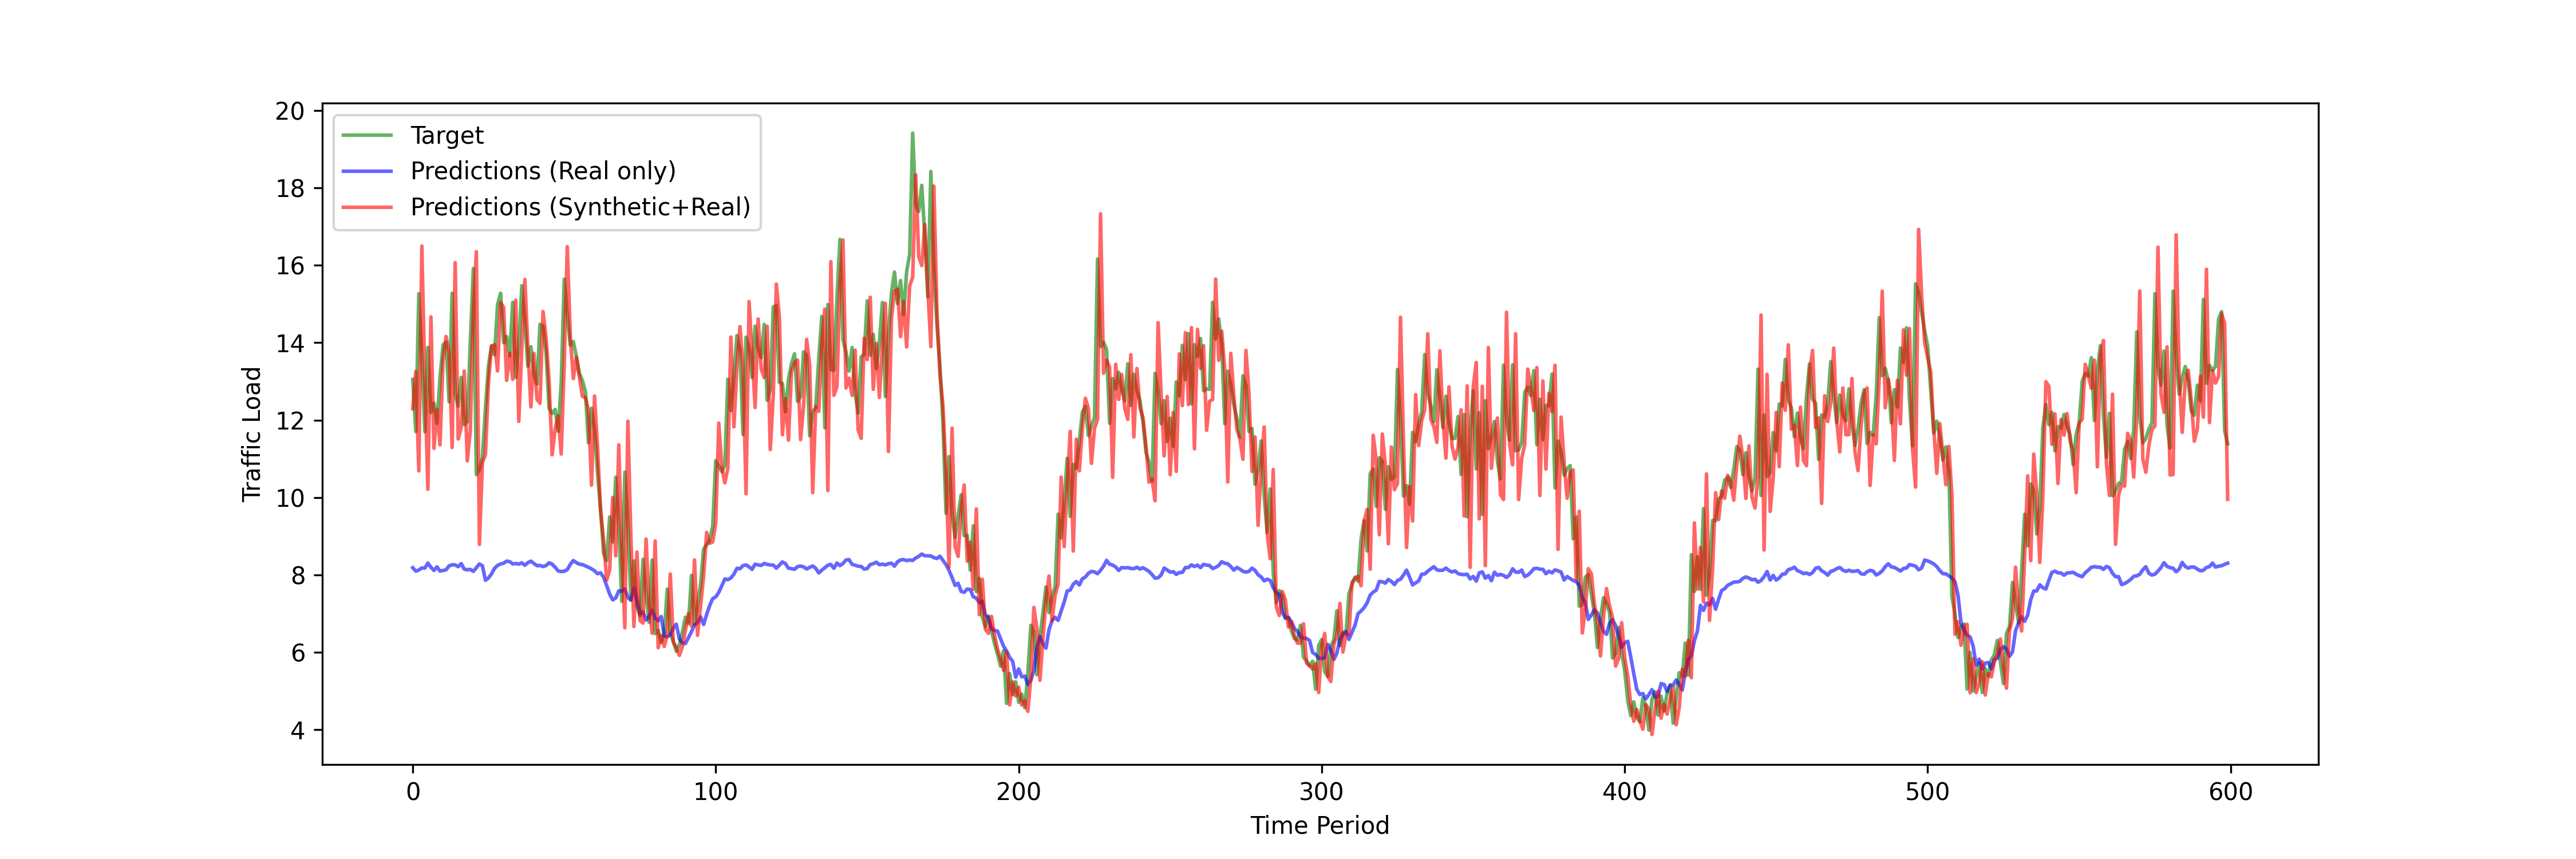 Target
Predictions (Real only)
Predictions (Synthetic+Real)
20
18
16
14
12
10
8
6
4
Traffic Load
0 100 200 300 400 500 600
Time Period